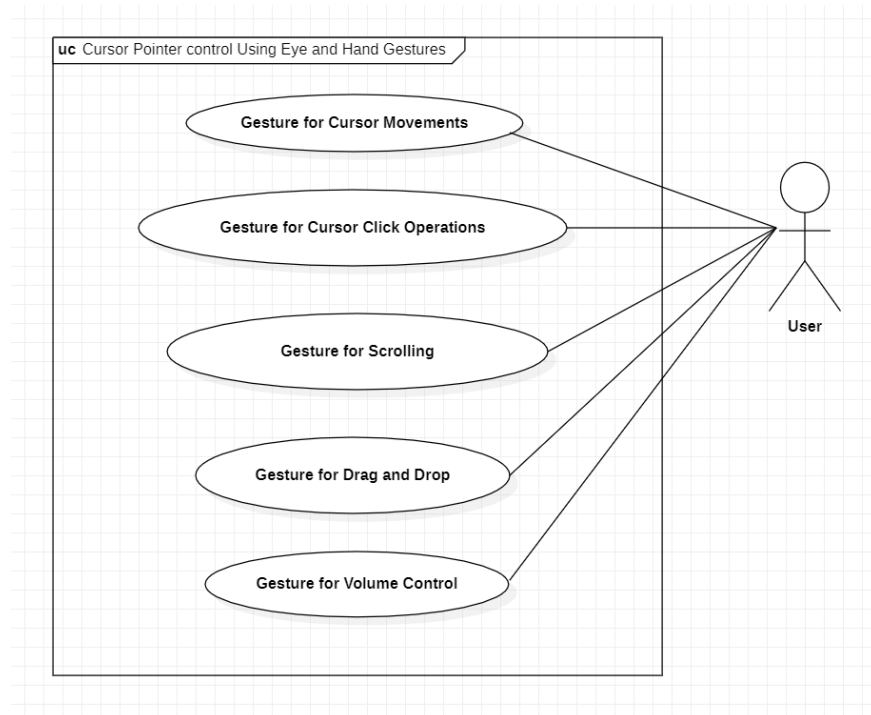 uc Cursor Pointer control Using Eye and Hand Gestures
Gesture for Cursor Movements
Gesture for Cursor Click Operations
Gesture for Scrolling
User
Gesture for Drag and Drop
Gesture for Volume Control